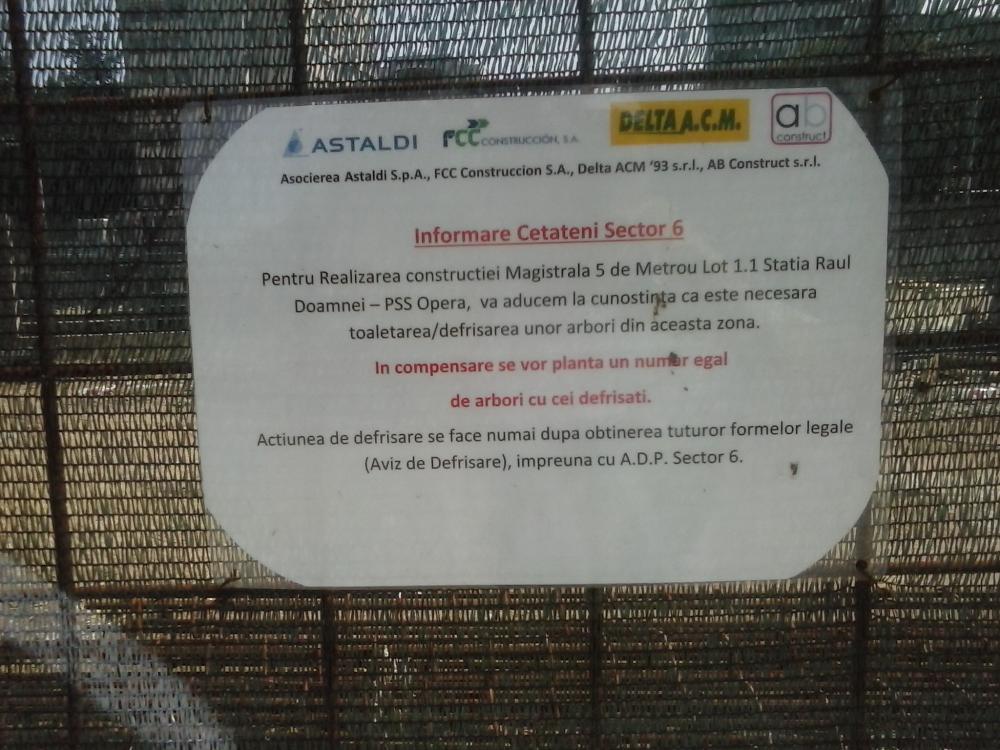 ASTALDI FCC CONSTRUCCIÓN, S.A. DELTA A.C.M. ab construct
Asocierea Astaldi S.p.A., FCC Construccion S.A., Delta ACM '93 s.r.l., AB Construct s.r.l.
Informare Cetateni Sector 6
Pentru Realizarea constructiei Magistrala 5 de Metrou Lot 1.1 Statia Raul
Doamnei – PSS Opera, va aducem la cunostinta ca este necesara
toaletarea/defrisarea unor arbori din aceasta zona.
In compensare se vor planta un numar egal
de arbori cu cei defrisati.
Actiunea de defrisare se face numai dupa obtinerea tuturor formelor legale
(Aviz de Defrisare), impreuna cu A.D.P. Sector 6.